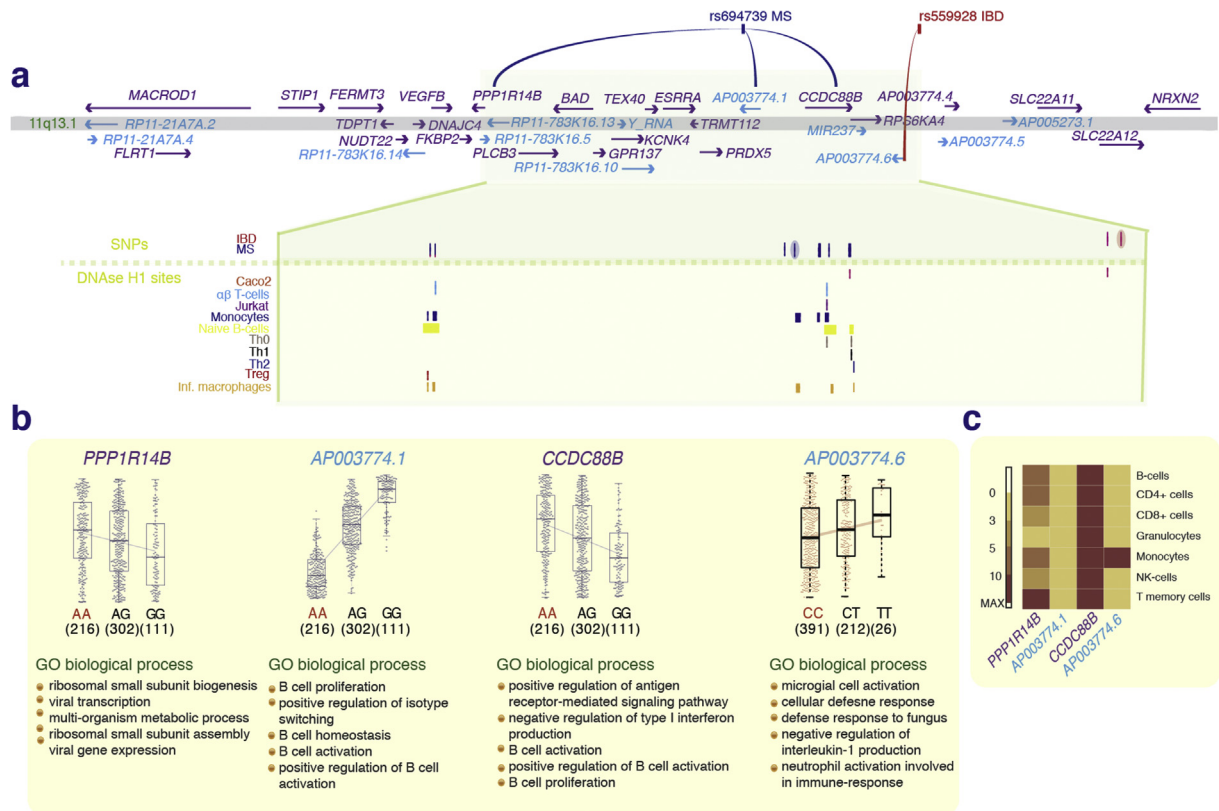 rs694739 MS
rs559928 IBD
a
MACROD1
STIP1
FERMT3
VEGFB
PPP1R14B
BAD
TEX40
ESRRA
AP003774.1
CCDC88B
AP003774.4
SLC22A11
NRXN2
11q13.1
RP11-21A7A.2
TDPT1
DNAJC4
RP11-783K16.13
Y_RNA
TRMT112
RPS6KA4
AP005273.1
RP11-21A7A.4
NUDT22
FKBP2
RP11-783K16.5
KCNK4
MIR237
AP003774.5
SLC22A12
FLRT1
RP11-783K16.14
PLCB3
GPR137
PRDX5
AP003774.6
RP11-783K16.10
SNPs
IBD
MS
DNAse H1 sites
Caco2
αβ T-cells
Jurkat
Monocytes
Naive B-cells
Th0
Th1
Th2
Treg
Inf. macrophages
b
PPP1R14B
AA
AG
GG
(216)
(302)
(111)
GO biological process
ribosomal small subunit biogenesis
viral transcription
multi-organism metabolic process
ribosomal small subunit assembly
viral gene expression
AP003774.1
AA
AG
GG
(216)
(302)(111)
GO biological process
B cell proliferation
positive regulation of isotype
switching
B cell homeostasis
B cell activation
positive regulation of B cell
activation
CCDC88B
AA
AG
GG
(216)
(302)(111)
GO biological process
positive regulation of antigen
receptor-mediated signaling pathway
negative regulation of type I interferon
production
B cell activation
positive regulation of B cell activation
B cell proliferation
AP003774.6
CC
CT
TT
(391)
(212)(26)
GO biological process
microgial cell activation
cellular defesne response
defense response to fungus
negative regulation of
interleukin-1 production
neutrophil activation involved
in immune-response
c
0
3
5
10
MAX
B-cells
CD4+ cells
CD8+ cells
Granulocytes
Monocytes
NK-cells
T memory cells
PPP1R14B
AP003774.1
CCDC88B
AP003774.6